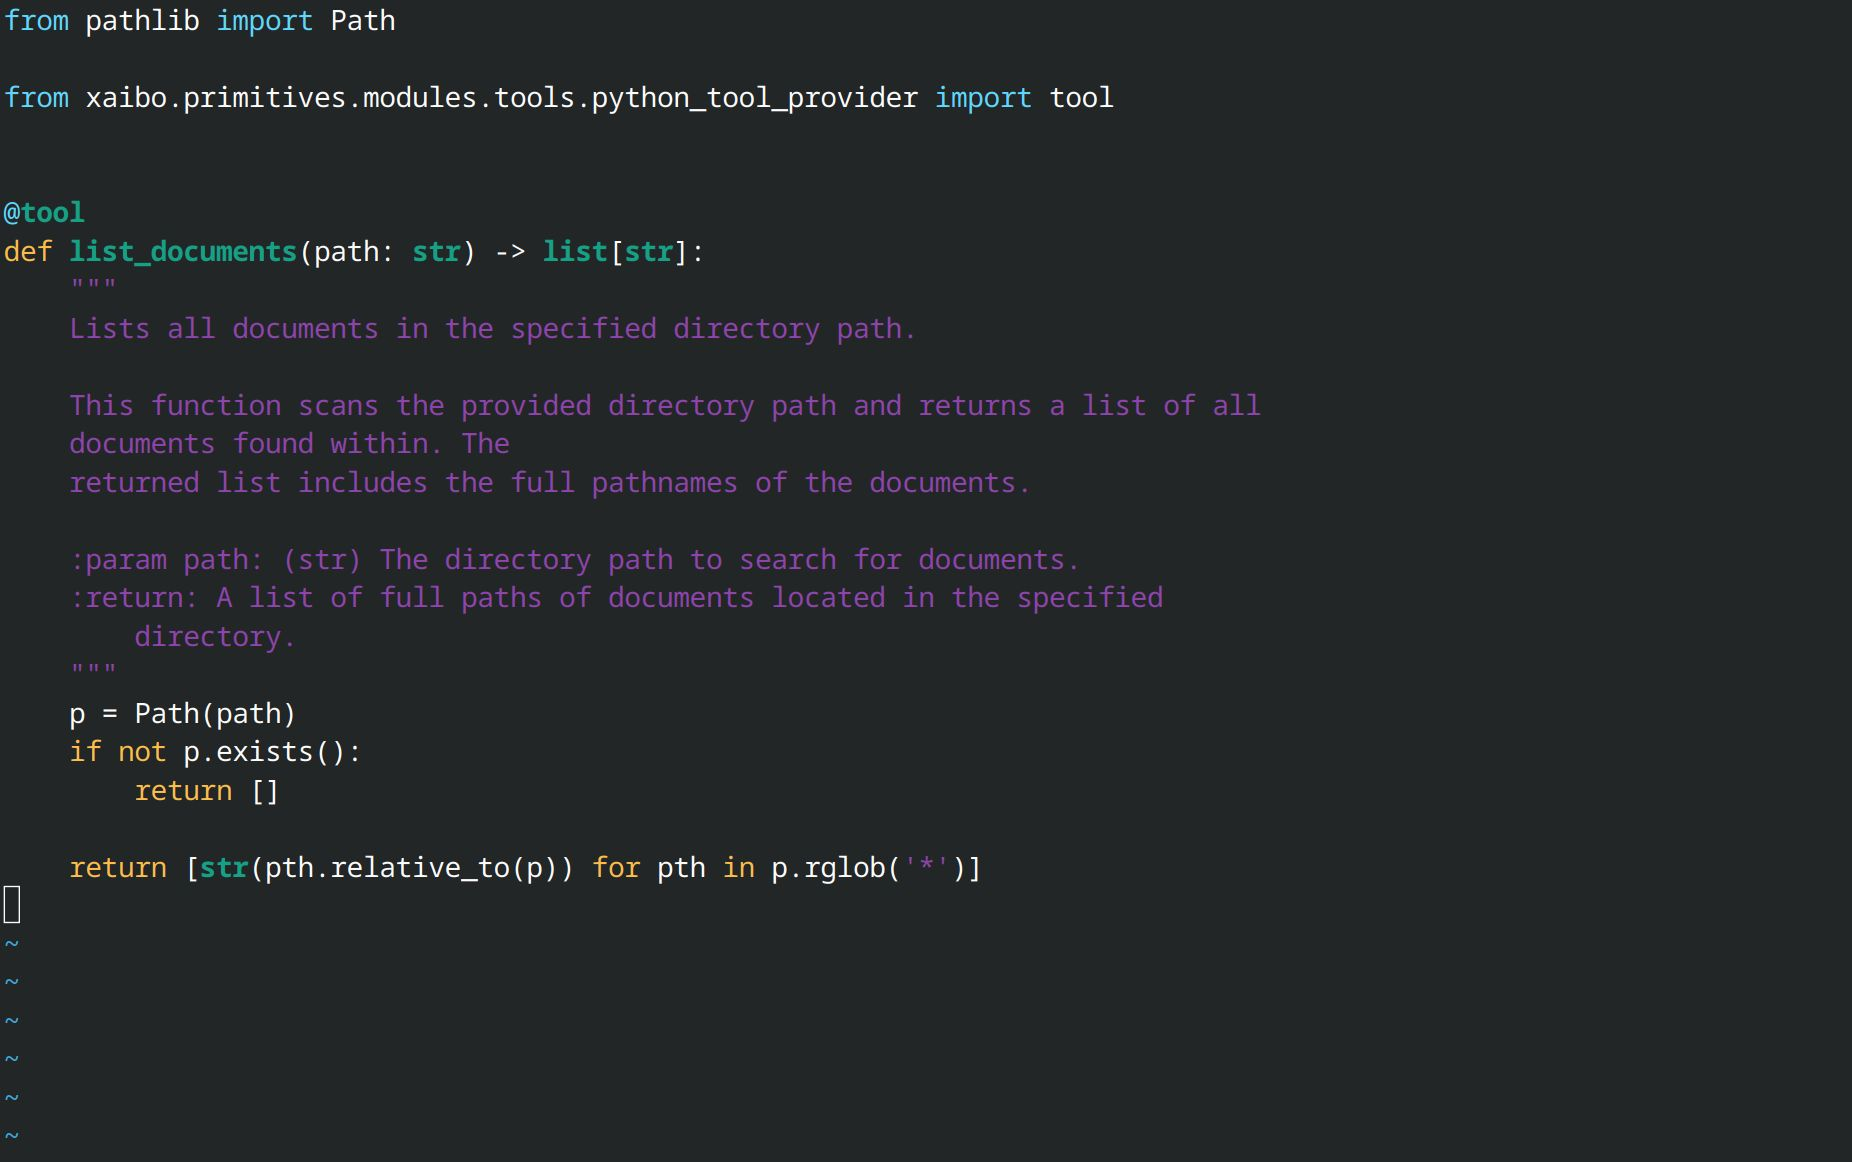 from pathlib import Path
from xaibo.primitives.modules.tools.python_tool_provider import tool
@tool
def list_documents(path: str) -> list[str]:
    """
    Lists all documents in the specified directory path.
    This function scans the provided directory path and returns a list of all
    documents found within. The
    returned list includes the full pathnames of the documents.
    :param path: (str) The directory path to search for documents.
    :return: A list of full paths of documents located in the specified
        directory.
    """
    p = Path(path)
    if not p.exists():
        return []
    return [str(pth.relative_to(p)) for pth in p.rglob('*')]
~
~
~
~
~
~